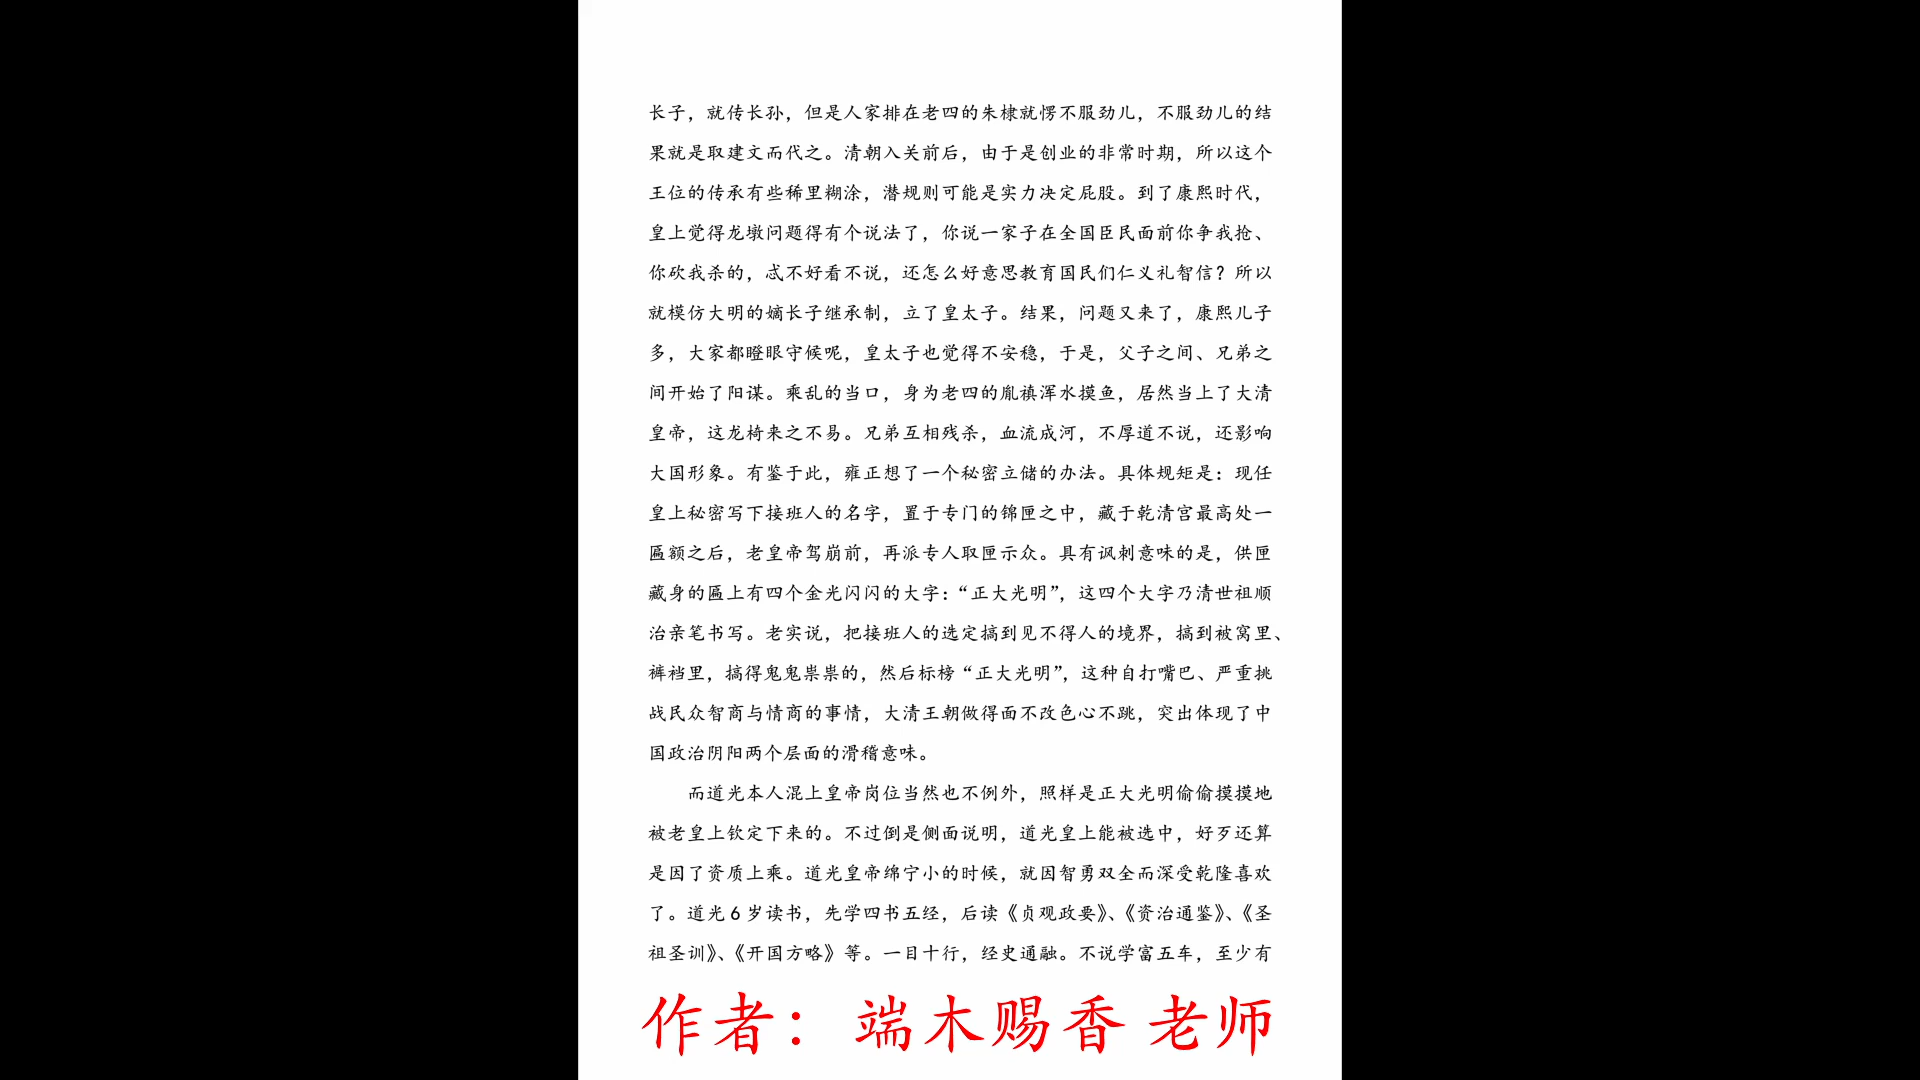 长子，就传长孙，但是人家排在老四的朱棣就愣不服劲儿，不服劲儿的结
果就是取建文而代之。清朝入关前后，由于是创业的非常时期，所以这个
王位的传承有些稀里糊涂，潜规则可能是实力决定屁股。到了康熙时代，
皇上觉得龙墩问题得有个说法了，你说一家子在全国臣民面前你争我抢、
你砍我杀的，忒不好看不说，还怎么好意思教育国民们仁义礼智信？所以
就模仿大明的嫡长子继承制，立了皇太子。结果，问题又来了，康熙儿子
多，大家都瞪眼守候呢，皇太子也觉得不安稳，于是，父子之间、兄弟之
间开始了阳谋。乘乱的当口，身为老四的胤禛浑水摸鱼，居然当上了大清
皇帝，这龙椅来之不易。兄弟互相残杀，血流成河，不厚道不说，还影响
大国形象。有鉴于此，雍正想了一个秘密立储的办法。具体规矩是：现任
皇上秘密写下接班人的名字，置于专门的锦匣之中，藏于乾清宫最高处一
匾额之后，老皇帝驾崩前，再派专人取匣示众。具有讽刺意味的是，供匣
藏身的匾上有四个金光闪闪的大字：“正大光明”，这四个大字乃清世祖顺
治亲笔书写。老实说，把接班人的选定搞到见不得人的境界，搞到被窝里、
裤裆里，搞得鬼鬼祟祟的，然后标榜“正大光明”，这种自打嘴巴、严重挑
战民众智商与情商的事情，大清王朝做得面不改色心不跳，突出体现了中
国政治阴阳两个层面的滑稽意味。
而道光本人混上皇帝岗位当然也不例外，照样是正大光明偷偷摸摸地
被老皇上钦定下来的。不过倒是侧面说明，道光皇上能被选中，好歹还算
是因了资质上乘。道光皇帝绵宁小的时候，就因智勇双全而深受乾隆喜欢
了。道光 6 岁读书，先学四书五经，后读《贞观政要》、《资治通鉴》、《圣
祖圣训》、《开国方略》等。一目十行，经史通融。不说学富五车，至少有
作者：端木赐香 老师